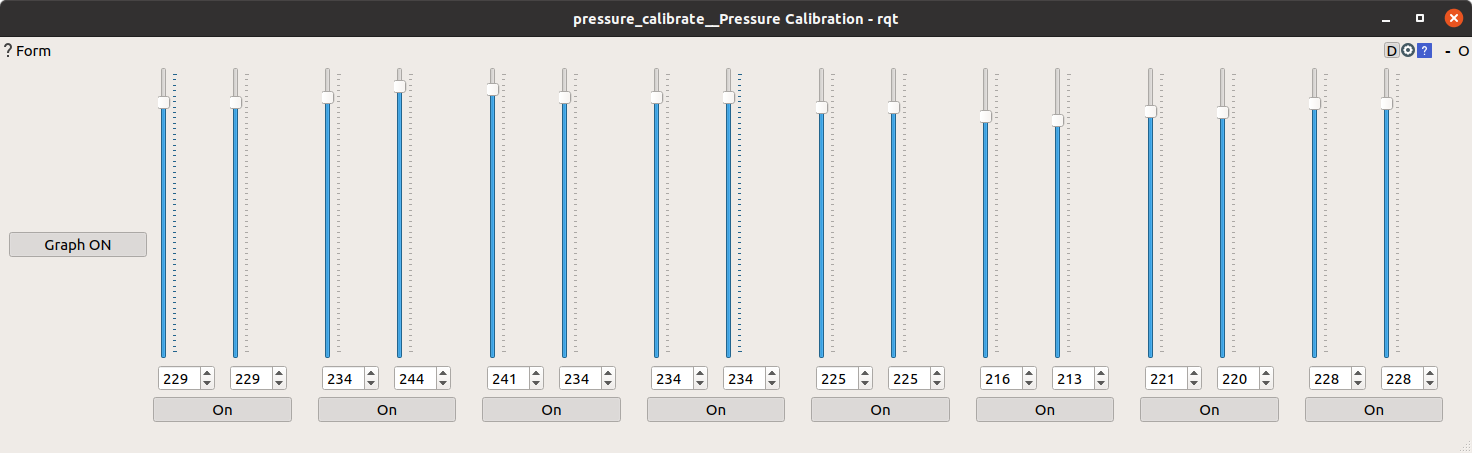 pressure_calibrate__Pressure Calibration - rqt
? Form
D ? - O
Graph ON
229 229 234 244 241 234 234 234 225 225 216 213 221 220 228 228
On On On On On On On On